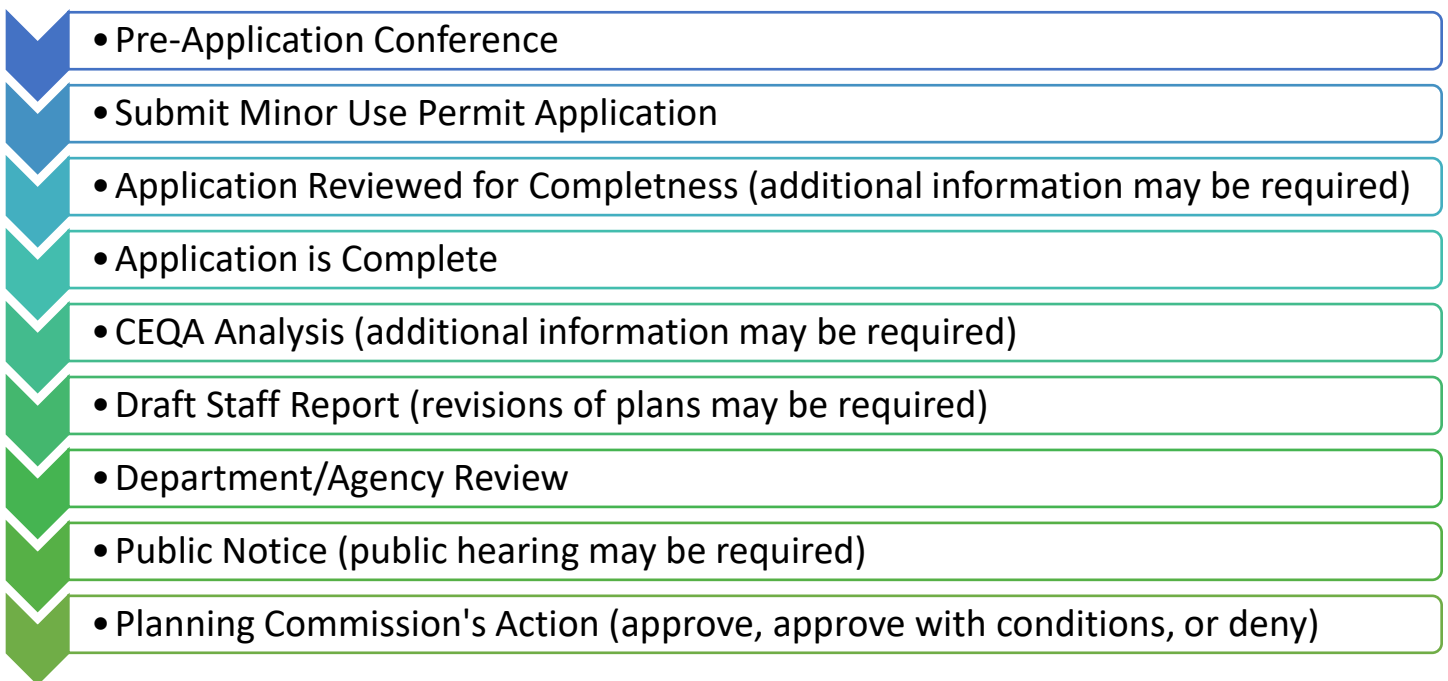 •Pre-Application Conference
•Submit Minor Use Permit Application
•Application Reviewed for Completness (additional information may be required)
•Application is Complete
•CEQA Analysis (additional information may be required)
•Draft Staff Report (revisions of plans may be required)
•Department/Agency Review
•Public Notice (public hearing may be required)
•Planning Commission's Action (approve, approve with conditions, or deny)